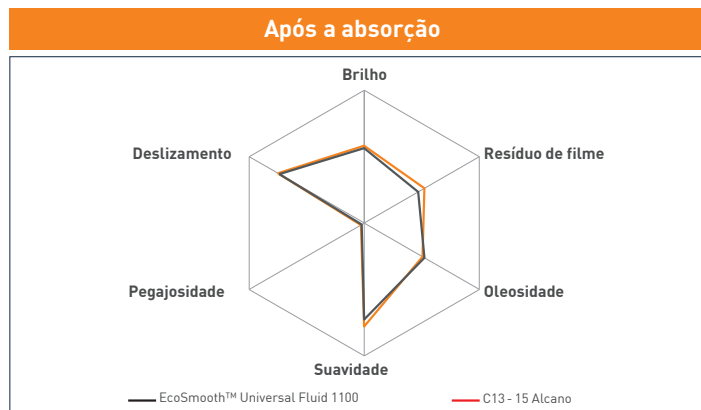 Após a absorção
Brilho
Deslizamento
Resíduo de filme
Pegajosidade
Oleosidade
Suavidade
EcoSmooth™ Universal Fluid 1100
C13 - 15 Alcano